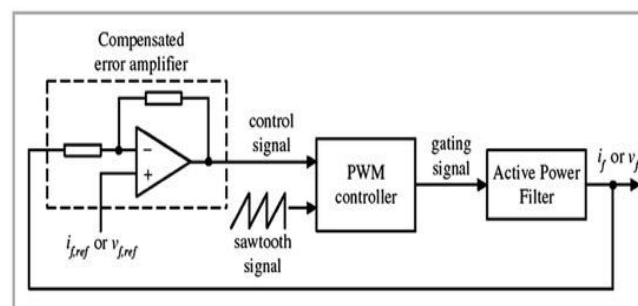 Compensated
error amplifier
−
+
i_f,ref or v_f,ref
control
signal
sawtooth
signal
PWM
controller
gating
signal
Active Power
Filter
i_f or v_f